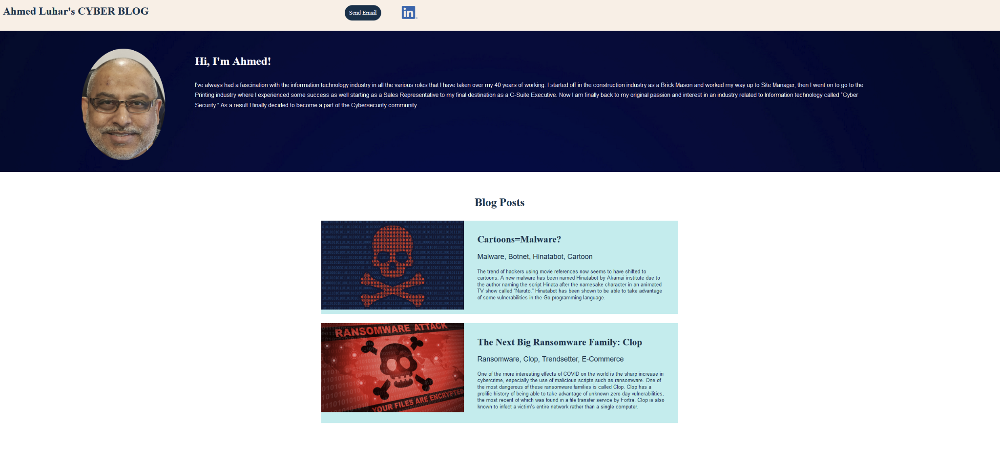 Ahmed Luhar's CYBER BLOG
Send Email
in
Hi, I'm Ahmed!
I've always had a fascination with the information technology industry in all the various roles that I have taken over my 40 years of working. I started off in the construction industry as a Brick Mason and worked my way up to Site Manager, then I went on to go to the
Printing industry where I experienced some success as well starting as a Sales Representative to my final destination as a C-Suite Executive. Now I am finally back to my original passion and interest in an industry related to Information technology called “Cyber
Security.” As a result I finally decided to become a part of the Cybersecurity community.
Blog Posts
Cartoons=Malware?
Malware, Botnet, Hinatabot, Cartoon
The trend of hackers using movie references now seems to have shifted to
cartoons. A new malware has been named Hinatabot by Akamai institute due to
the author naming the script Hinata after the namesake character in an animated
TV show called “Naruto.” Hinatabot has been shown to be able to take advantage
of some vulnerabilities in the Go programming language.
RANSOMWARE ATTACK
YOUR FILES ARE ENCRYPTED
The Next Big Ransomware Family: Clop
Ransomware, Clop, Trendsetter, E-Commerce
One of the more interesting effects of COVID on the world is the sharp increase in
cybercrime, especially the use of malicious scripts such as ransomware. One of
the most dangerous of these ransomware families is called Clop. Clop has a
prolific history of being able to take advantage of unknown zero-day vulnerabilities,
the most recent of which was found in a file transfer service by Fortra. Clop is also
known to infect a victim's entire network rather than a single computer.